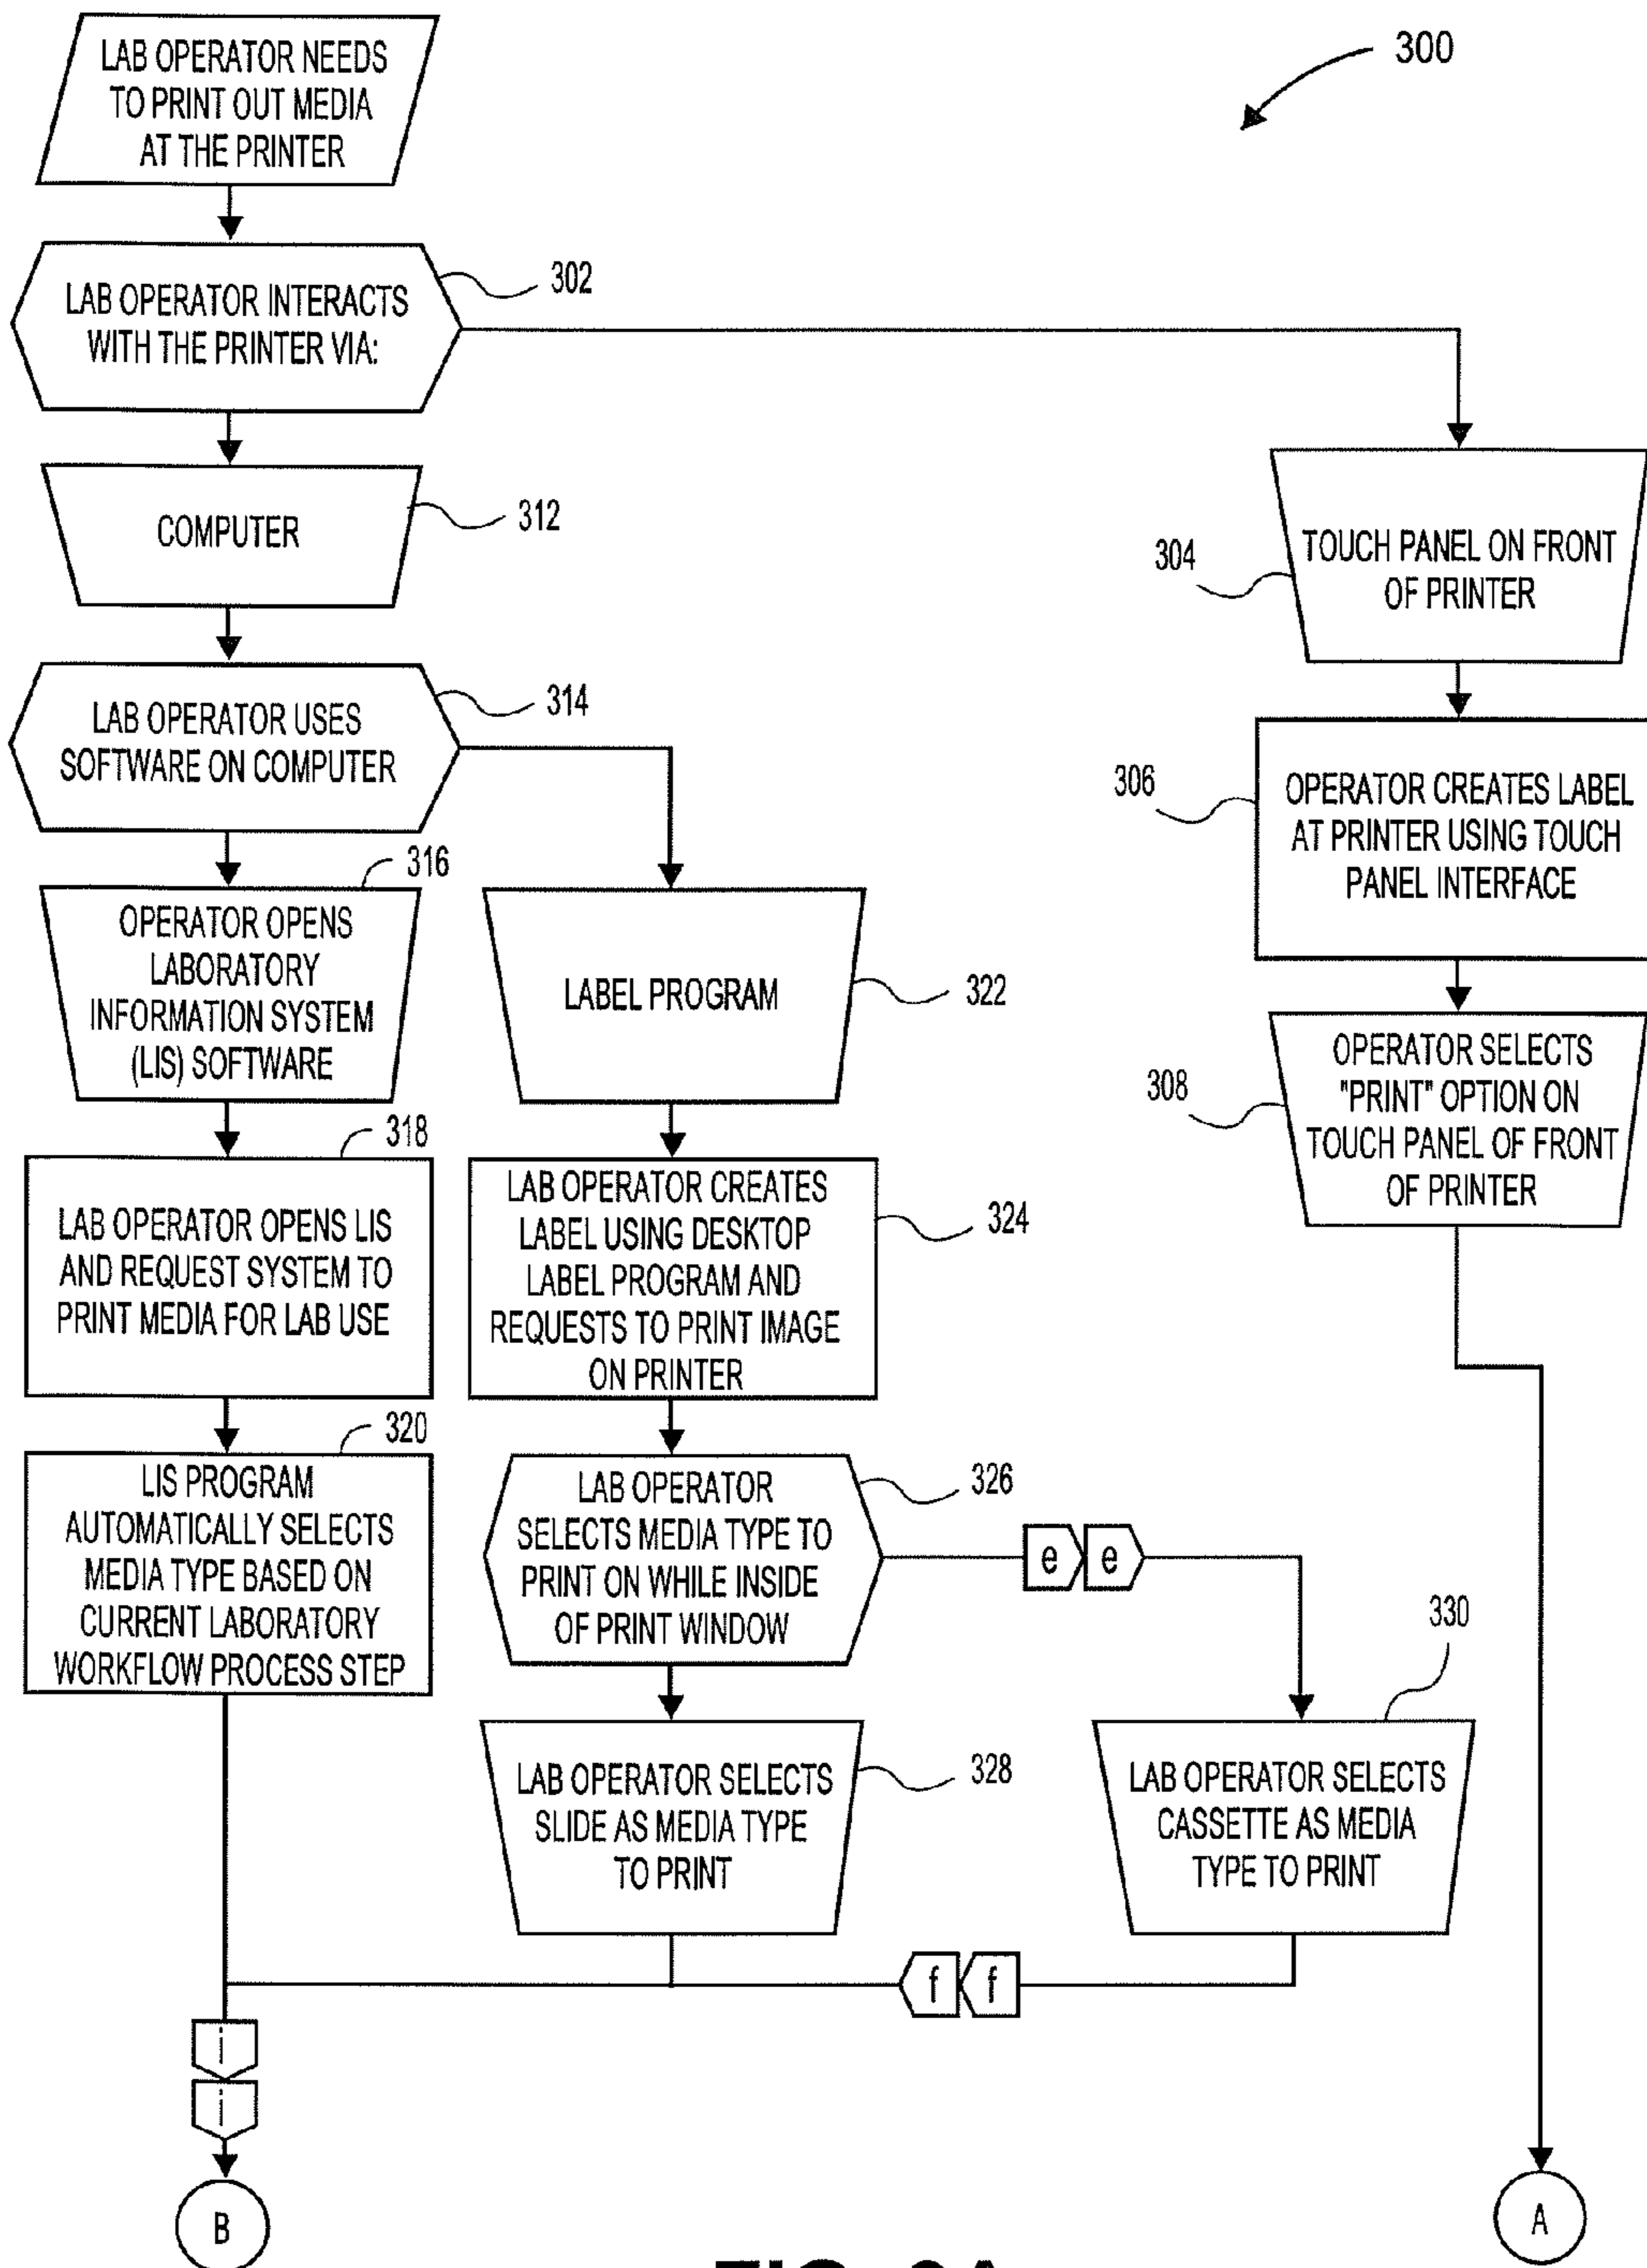 300
LAB OPERATOR NEEDS
TO PRINT OUT MEDIA
AT THE PRINTER
302
LAB OPERATOR INTERACTS
WITH THE PRINTER VIA:
312
COMPUTER
304
TOUCH PANEL ON FRONT
OF PRINTER
314
LAB OPERATOR USES
SOFTWARE ON COMPUTER
306
OPERATOR CREATES LABEL
AT PRINTER USING TOUCH
PANEL INTERFACE
316
OPERATOR OPENS
LABORATORY
INFORMATION SYSTEM
(LIS) SOFTWARE
LABEL PROGRAM
322
308
OPERATOR SELECTS
"PRINT" OPTION ON
TOUCH PANEL OF FRONT
OF PRINTER
318
LAB OPERATOR OPENS LIS
AND REQUEST SYSTEM TO
PRINT MEDIA FOR LAB USE
LAB OPERATOR CREATES
LABEL USING DESKTOP
LABEL PROGRAM AND
REQUESTS TO PRINT IMAGE
ON PRINTER
324
320
LIS PROGRAM
AUTOMATICALLY SELECTS
MEDIA TYPE BASED ON
CURRENT LABORATORY
WORKFLOW PROCESS STEP
LAB OPERATOR
SELECTS MEDIA TYPE TO
PRINT ON WHILE INSIDE
OF PRINT WINDOW
326
e e
330
LAB OPERATOR SELECTS
SLIDE AS MEDIA TYPE
TO PRINT
328
LAB OPERATOR SELECTS
CASSETTE AS MEDIA
TYPE TO PRINT
f f
B
A